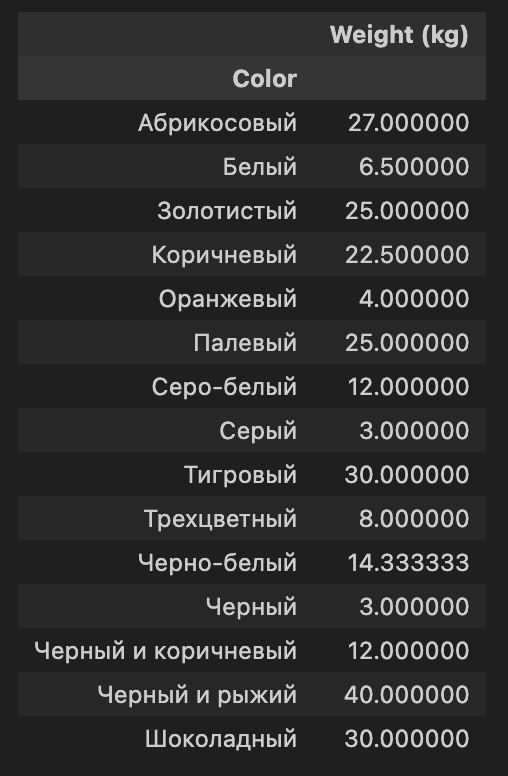 Weight (kg)
Color
Абрикосовый 27.000000
Белый 6.500000
Золотистый 25.000000
Коричневый 22.500000
Оранжевый 4.000000
Палевый 25.000000
Серо-белый 12.000000
Серый 3.000000
Тигровый 30.000000
Трехцветный 8.000000
Черно-белый 14.333333
Черный 3.000000
Черный и коричневый 12.000000
Черный и рыжий 40.000000
Шоколадный 30.000000